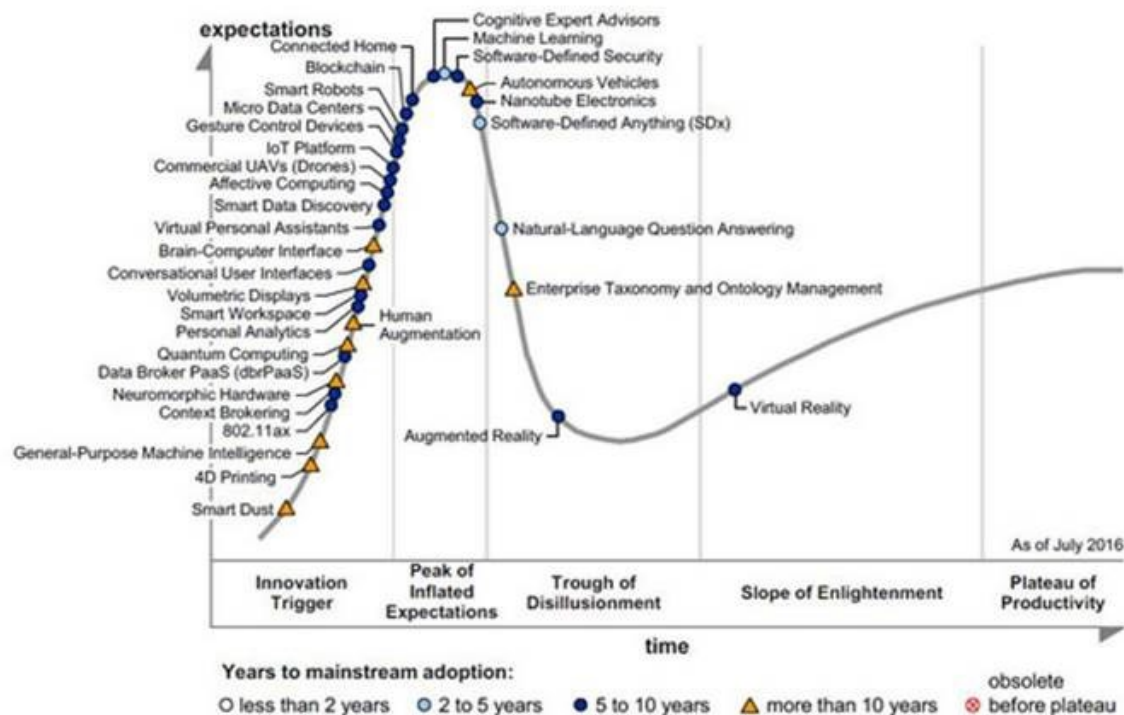 expectations
Cognitive Expert Advisors
Machine Learning
Software-Defined Security
Autonomous Vehicles
Nanotube Electronics
Software-Defined Anything (SDx)
Connected Home
Blockchain
Smart Robots
Micro Data Centers
Gesture Control Devices
IoT Platform
Commercial UAVs (Drones)
Affective Computing
Smart Data Discovery
Virtual Personal Assistants
Brain-Computer Interface
Conversational User Interfaces
Volumetric Displays
Smart Workspace
Personal Analytics
Human
Augmentation
Quantum Computing
Data Broker PaaS (dbrPaaS)
Neuromorphic Hardware
Context Brokering
802.11ax
General-Purpose Machine Intelligence
4D Printing
Smart Dust
Natural-Language Question Answering
Enterprise Taxonomy and Ontology Management
Augmented Reality
Virtual Reality
As of July 2016
Innovation
Trigger
Peak of
Inflated
Expectations
Trough of
Disillusionment
Slope of Enlightenment
Plateau of
Productivity
time
Years to mainstream adoption:
less than 2 years
2 to 5 years
5 to 10 years
more than 10 years
obsolete
before plateau